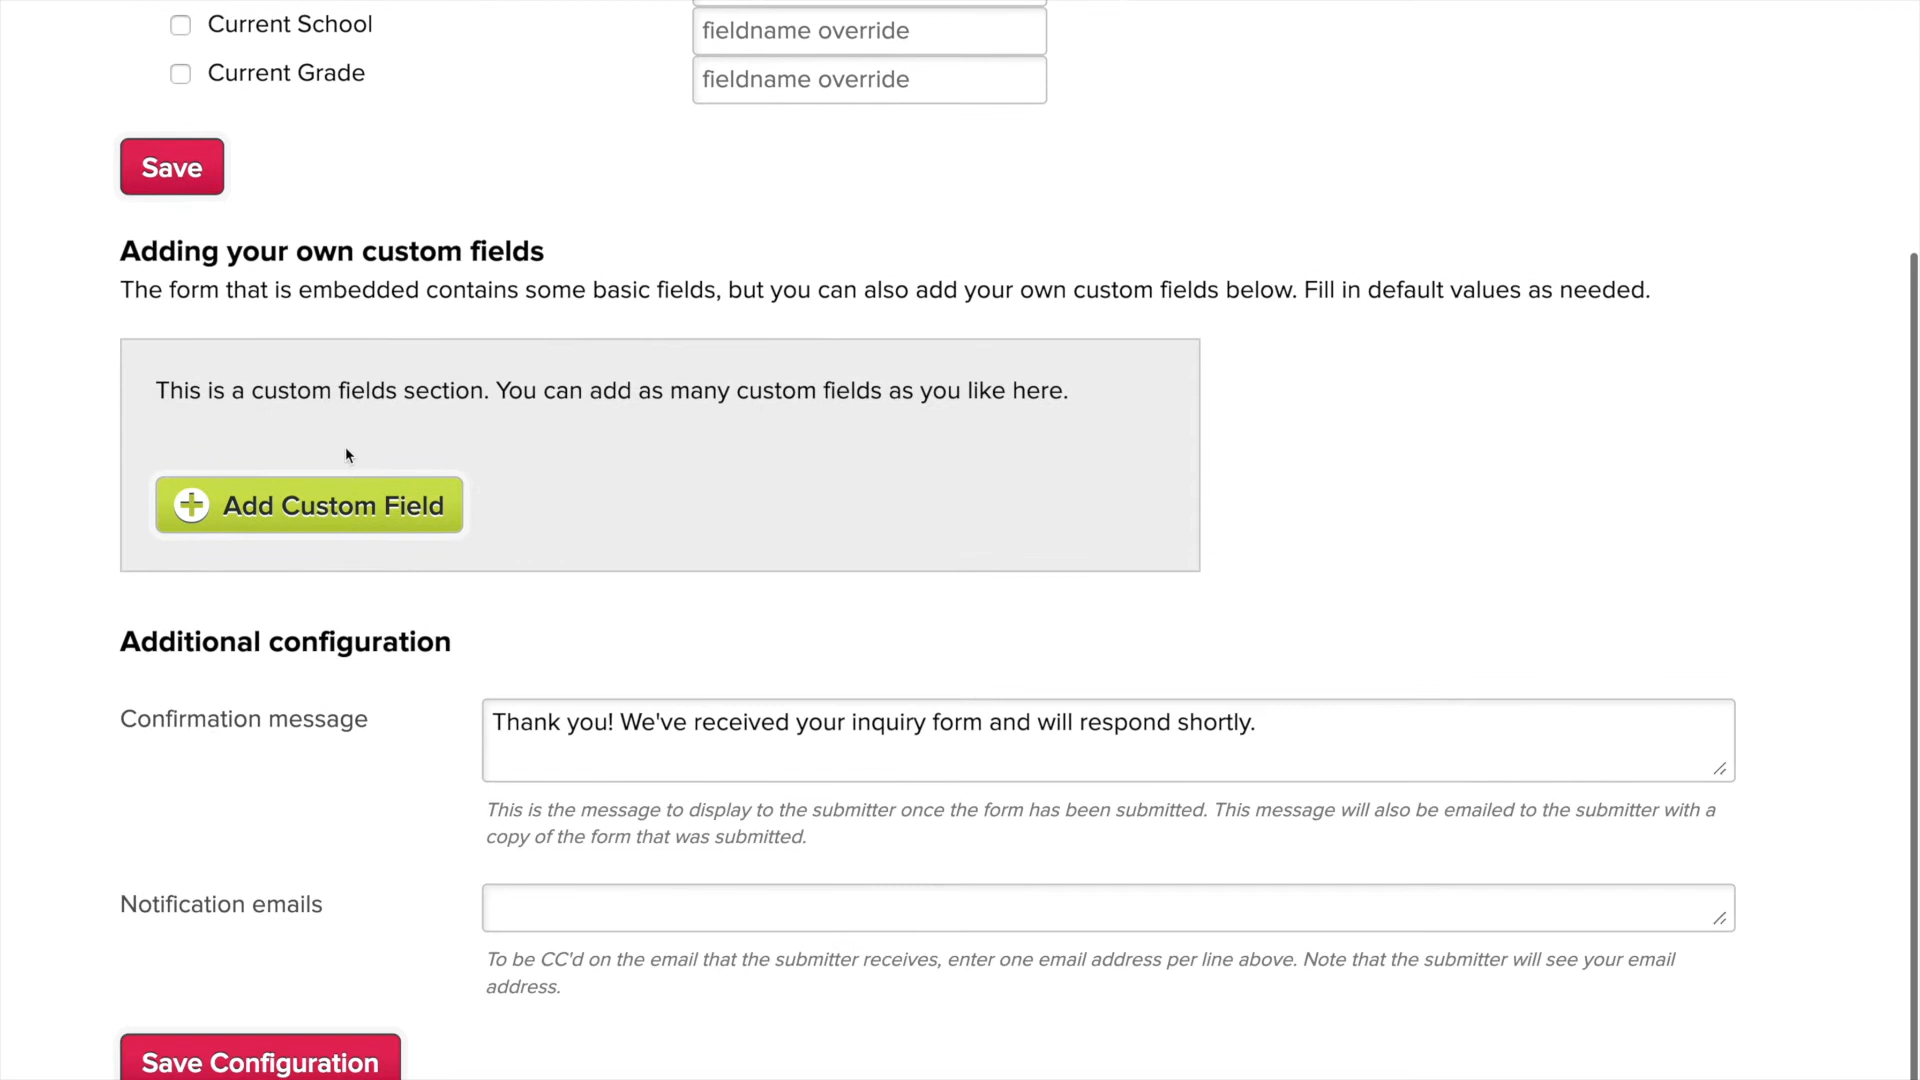 Current School
fieldname override
Current Grade
fieldname override
Save
Adding your own custom fields
The form that is embedded contains some basic fields, but you can also add your own custom fields below. Fill in default values as needed.
This is a custom fields section. You can add as many custom fields as you like here.
Add Custom Field
Additional configuration
Confirmation message
Thank you! We've received your inquiry form and will respond shortly.
This is the message to display to the submitter once the form has been submitted. This message will also be emailed to the submitter with a
copy of the form that was submitted.
Notification emails
To be CC'd on the email that the submitter receives, enter one email address per line above. Note that the submitter will see your email
address.
Save Configuration